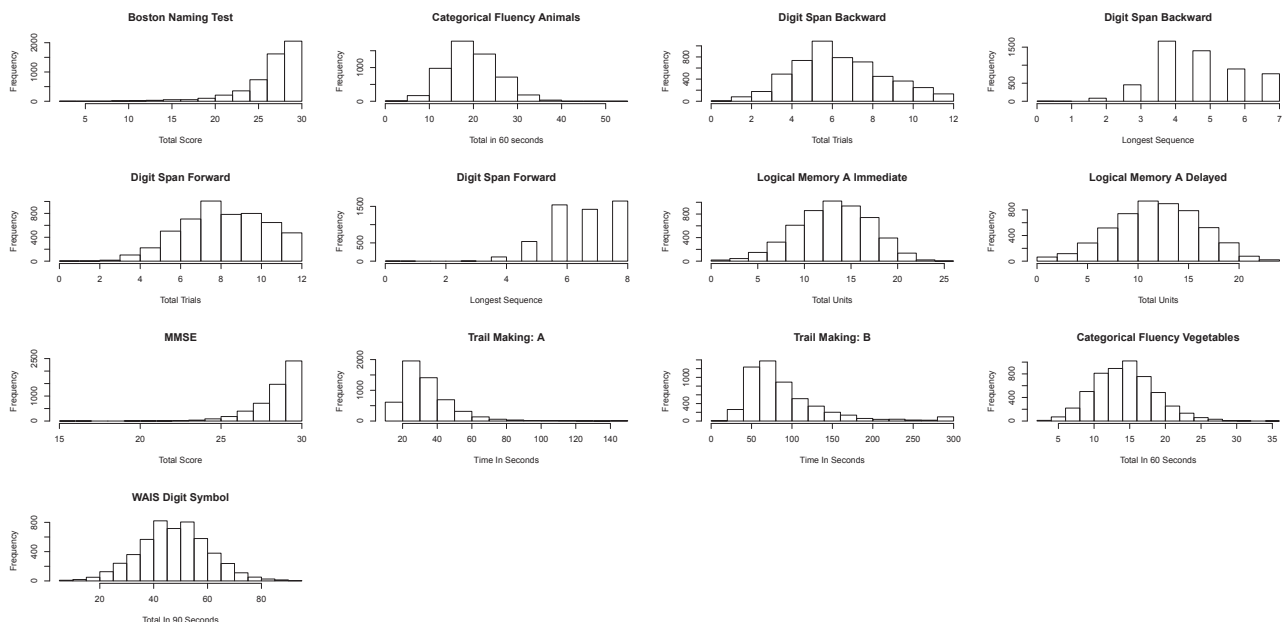 Boston Naming Test
Frequency
0 1000 2000
5 10 15 20 25 30
Total Score
Categorical Fluency Animals
Frequency
0 1000
0 10 20 30 40 50
Total in 60 seconds
Digit Span Backward
Frequency
0 400 800
0 2 4 6 8 10 12
Total Trials
Digit Span Backward
Frequency
0 500 1500
0 1 2 3 4 5 6 7
Longest Sequence
Digit Span Forward
Frequency
0 400 800
0 2 4 6 8 10 12
Total Trials
Digit Span Forward
Frequency
0 500 1500
0 2 4 6 8
Longest Sequence
Logical Memory A Immediate
Frequency
0 400 800
0 5 10 15 20 25
Total Units
Logical Memory A Delayed
Frequency
0 400 800
0 5 10 15 20
Total Units
MMSE
Frequency
0 1000 2500
15 20 25 30
Total Score
Trail Making: A
Frequency
0 1000 2000
20 40 60 80 100 120 140
Time In Seconds
Trail Making: B
Frequency
0 400 1000
0 50 100 150 200 250 300
Time In Seconds
Categorical Fluency Vegetables
Frequency
0 400 800
5 10 15 20 25 30 35
Total In 60 Seconds
WAIS Digit Symbol
Frequency
0 400 800
20 40 60 80
Total In 90 Seconds